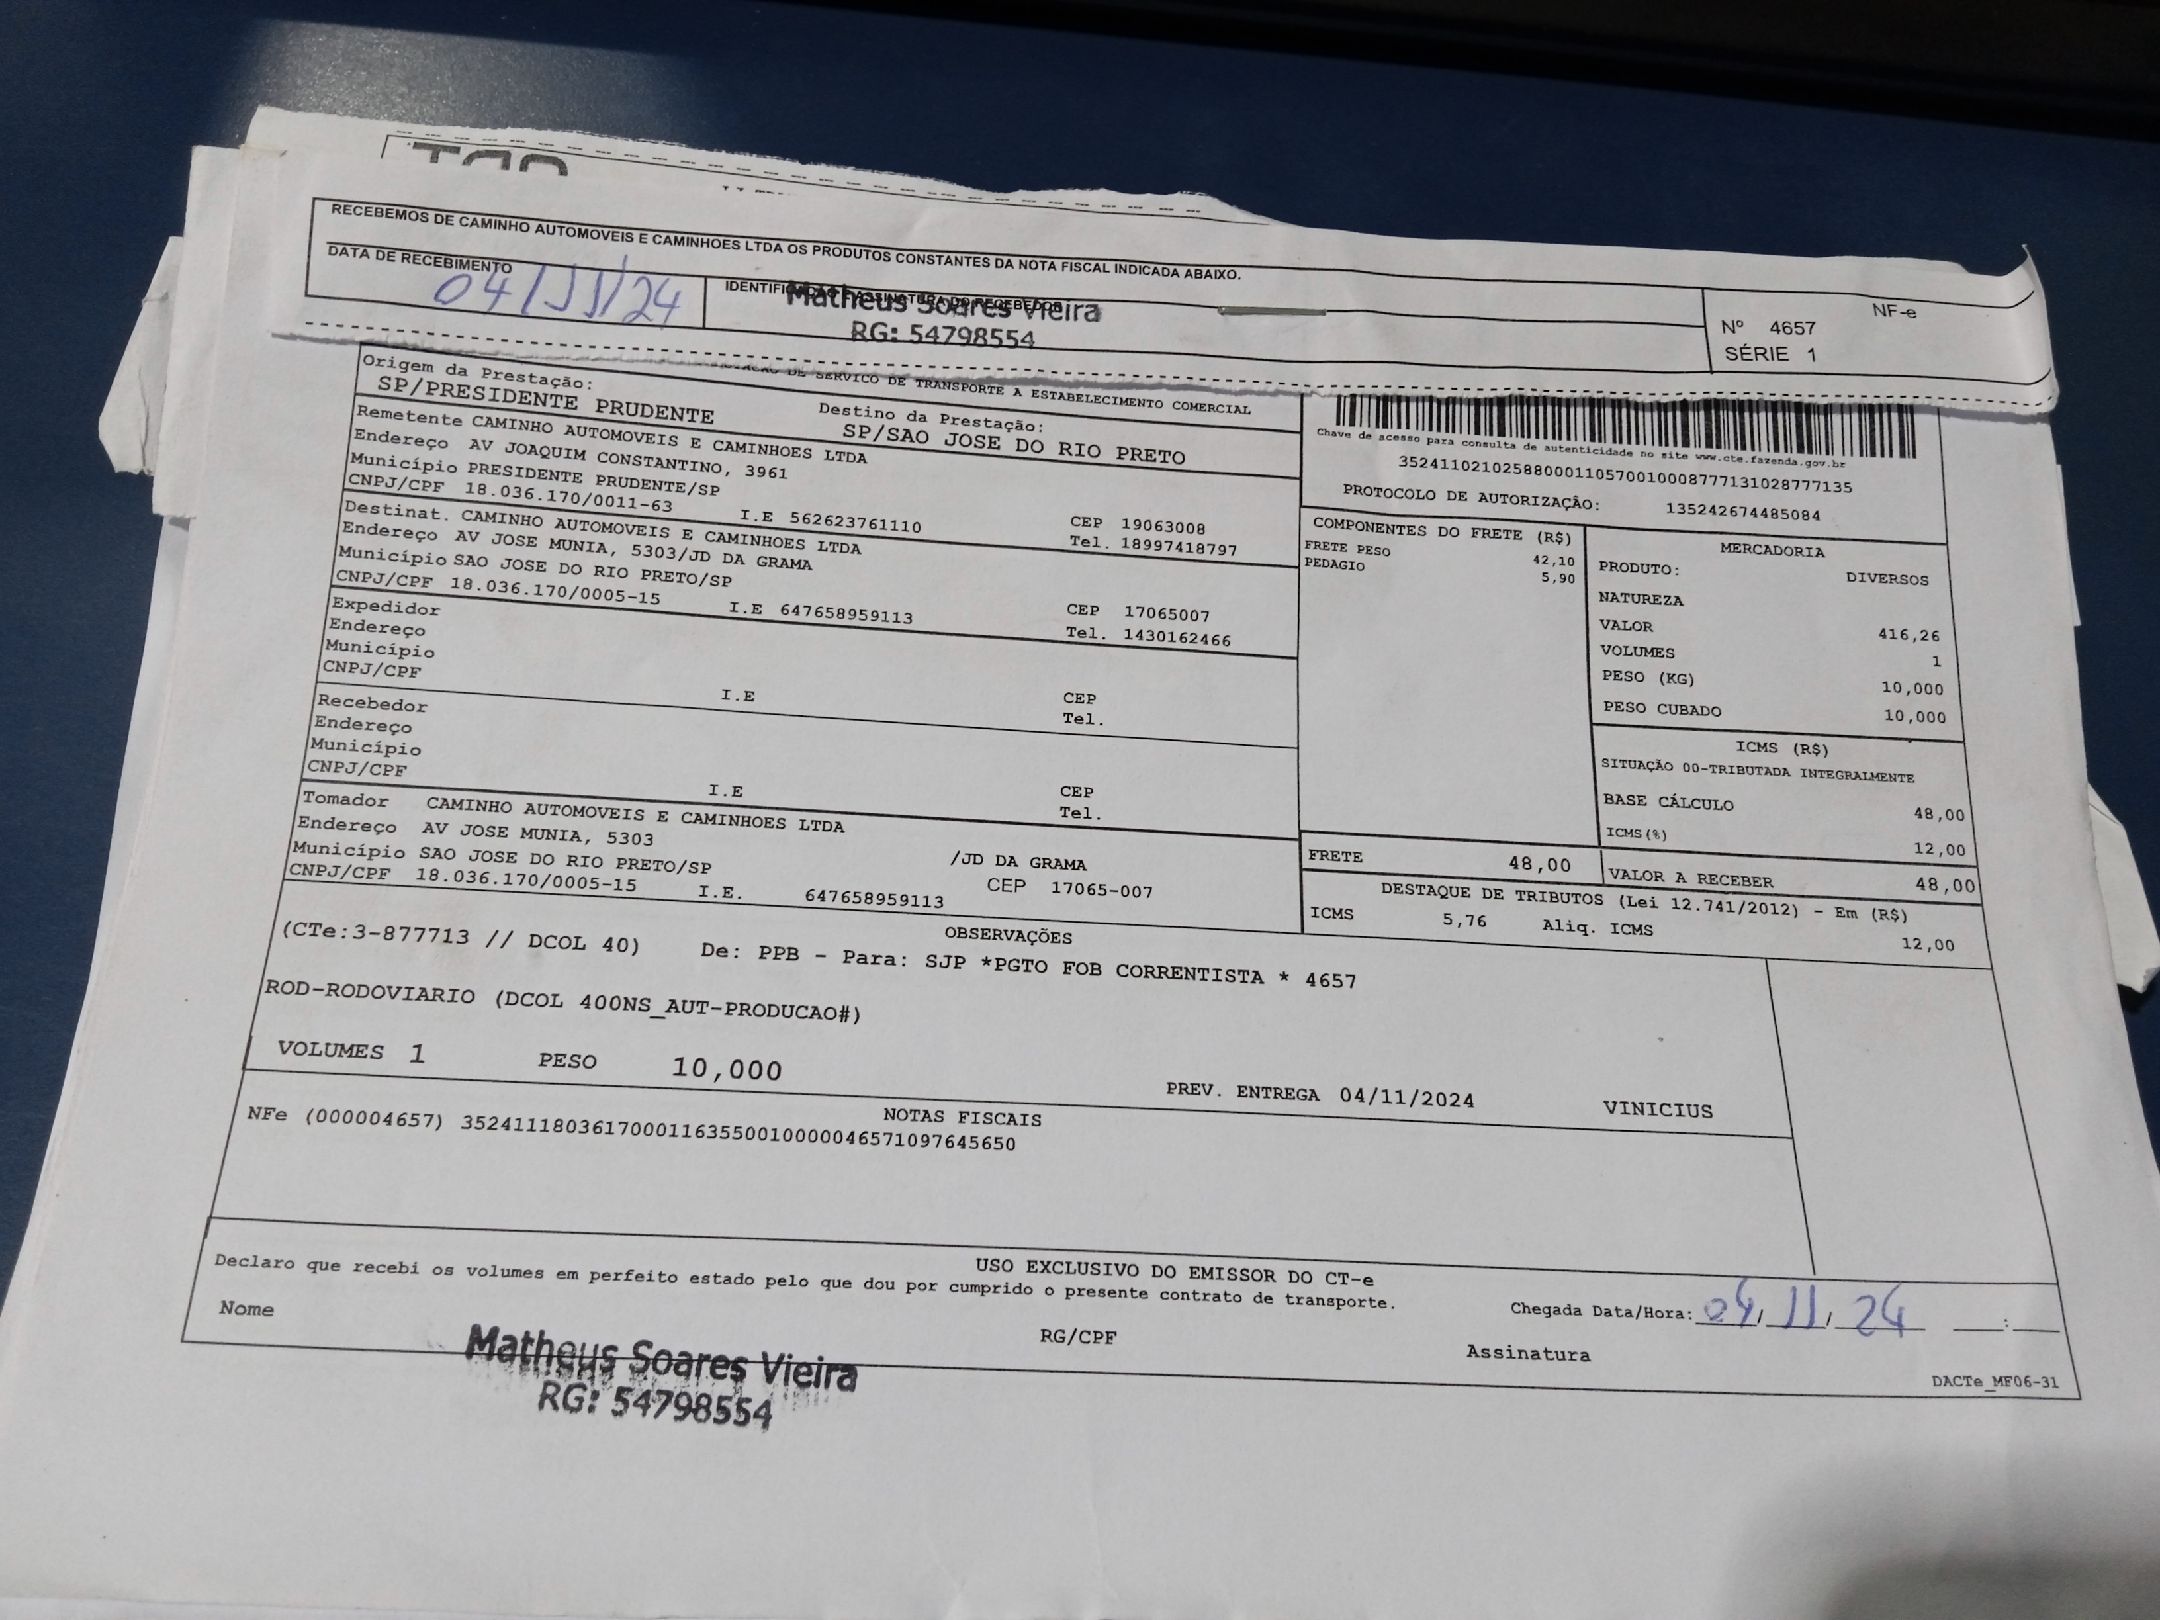 RECEBEMOS DE CAMINHO AUTOMOVEIS E CAMINHOES LTDA OS PRODUTOS CONSTANTES DA NOTA FISCAL INDICADA ABAIXO.
DATA DE RECEBIMENTO
04/11/24
IDENTIFICAÇÃO E ASSINATURA DO RECEBEDOR
Matheus Soares Vieira
RG: 54798554
NF-e
Nº 4657
SÉRIE 1
DE SERVICO DE TRANSPORTE A ESTABELECIMENTO COMERCIAL
Origem da Prestação:
SP/PRESIDENTE PRUDENTE
Destino da Prestação:
SP/SAO JOSE DO RIO PRETO
Remetente CAMINHO AUTOMOVEIS E CAMINHOES LTDA
Endereço AV JOAQUIM CONSTANTINO, 3961
Município PRESIDENTE PRUDENTE/SP
CEP 19063008
CNPJ/CPF 18.036.170/0011-63 I.E 562623761110 Tel. 18997418797
Destinat. CAMINHO AUTOMOVEIS E CAMINHOES LTDA
Endereço AV JOSE MUNIA, 5303/JD DA GRAMA
Município SAO JOSE DO RIO PRETO/SP
CEP 17065007
CNPJ/CPF 18.036.170/0005-15 I.E 647658959113 Tel. 1430162466
Expedidor
Endereço
Município
CEP
CNPJ/CPF I.E Tel.
Recebedor
Endereço
Município
CEP
CNPJ/CPF I.E Tel.
Tomador CAMINHO AUTOMOVEIS E CAMINHOES LTDA
Endereço AV JOSE MUNIA, 5303 /JD DA GRAMA
Município SAO JOSE DO RIO PRETO/SP CEP 17065-007
CNPJ/CPF 18.036.170/0005-15 I.E. 647658959113
Chave de acesso para consulta de autenticidade no site www.cte.fazenda.gov.br
35241102102588000110570010008777131028777135
PROTOCOLO DE AUTORIZAÇÃO: 135242674485084
COMPONENTES DO FRETE (R$)
FRETE PESO 42,10
PEDAGIO 5,90
MERCADORIA
PRODUTO: DIVERSOS
NATUREZA
VALOR 416,26
VOLUMES 1
PESO (KG) 10,000
PESO CUBADO 10,000
ICMS (R$)
SITUAÇÃO 00-TRIBUTADA INTEGRALMENTE
BASE CÁLCULO 48,00
ICMS(%) 12,00
FRETE 48,00 VALOR A RECEBER 48,00
DESTAQUE DE TRIBUTOS (Lei 12.741/2012) - Em (R$)
ICMS 5,76 Aliq. ICMS 12,00
OBSERVAÇÕES
(CTe:3-877713 // DCOL 40) De: PPB - Para: SJP *PGTO FOB CORRENTISTA * 4657
ROD-RODOVIARIO (DCOL 400NS_AUT-PRODUCAO#)
VOLUMES 1 PESO 10,000 PREV. ENTREGA 04/11/2024 VINICIUS
NOTAS FISCAIS
NFe (000004657) 35241118036170001163550010000046571097645650
USO EXCLUSIVO DO EMISSOR DO CT-e
Declaro que recebi os volumes em perfeito estado pelo que dou por cumprido o presente contrato de transporte.
Chegada Data/Hora: 04/11/24 __:__
Nome RG/CPF Assinatura
Matheus Soares Vieira
RG: 54798554
DACTe_MF06-31